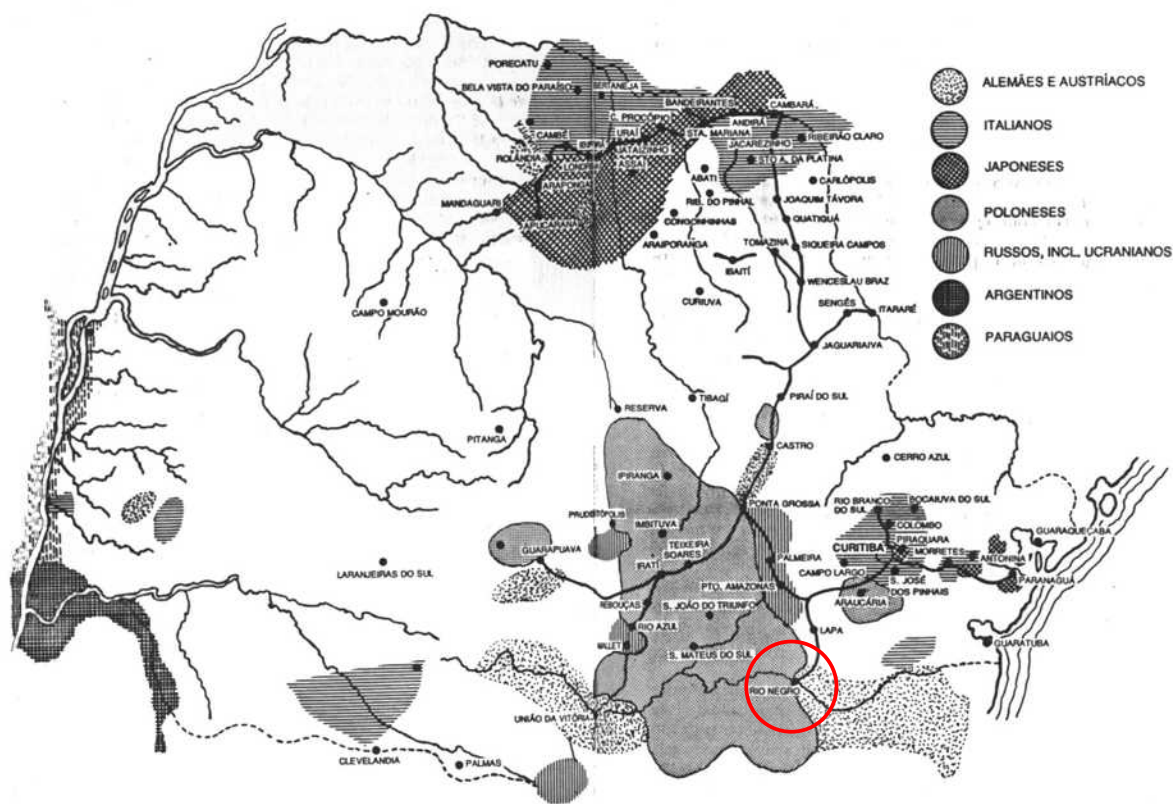 PORECATU
BELA VISTA DO PARAÍSO
SERTANEJA
BANDEIRANTES
CAMBARÁ
C. PROCÓPIO
ANDIRÁ
CAMBÉ
URAÍ
STA. MARIANA
RIBEIRÃO CLARO
JATAIZINHO
JACAREZINHO
ROLÂNDIA
LONDR.
ASSAÍ
STO A. DA PLATINA
ABATI
ARAPONGA
CARLÓPOLIS
RIB. DO PINHAL
MANDAGUARI
JOAQUIM TÁVORA
APUCARANA
CONGONHINHAS
QUATIGUÁ
ARAIPORANGA
TOMAZINA
SIQUEIRA CAMPOS
IBAITÍ
WENCESLAU BRAZ
CURIUVA
CAMPO MOURÃO
SENGÉS
ITARARÉ
JAGUARIAIVA
TIBAGÍ
PIRAÍ DO SUL
RESERVA
PITANGA
CASTRO
CERRO AZUL
IPIRANGA
PONTA GROSSA
RIO BRANCO
DO SUL
BOCAIUVA DO SUL
PRUDENTÓPOLIS
IMBITUVA
COLOMBO
GUARAQUEÇABA
TEIXEIRA
SOARES
PIRAQUARA
GUARAPUAVA
CURITIBA
MORRETES
PALMEIRA
ANTONINA
LARANJEIRAS DO SUL
IRATÍ
CAMPO LARGO
S. JOSÉ
DOS PINHAIS
PARANAGUÁ
PTO. AMAZONAS
REBOUÇAS
S. JOÃO DO TRIUNFO
ARAUCÁRIA
RIO AZUL
LAPA
MALLET
S. MATEUS DO SUL
GUARATUBA
RIO NEGRO
UNIÃO DA VITÓRIA
CLEVELANDIA
PALMAS
ALEMÃES E AUSTRÍACOS
ITALIANOS
JAPONESES
POLONESES
RUSSOS, INCL. UCRANIANOS
ARGENTINOS
PARAGUAIOS